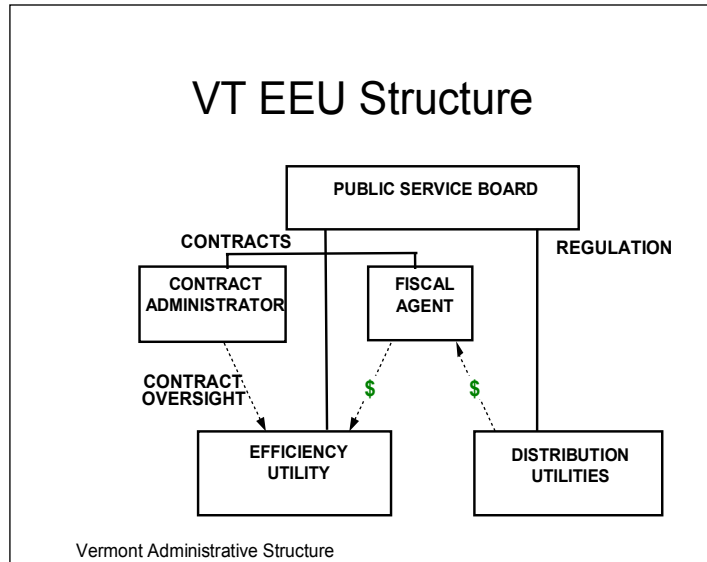 VT EEU Structure
PUBLIC SERVICE BOARD
CONTRACTS
REGULATION
CONTRACT
ADMINISTRATOR
FISCAL
AGENT
CONTRACT
OVERSIGHT
$
$
EFFICIENCY
UTILITY
DISTRIBUTION
UTILITIES
Vermont Administrative Structure